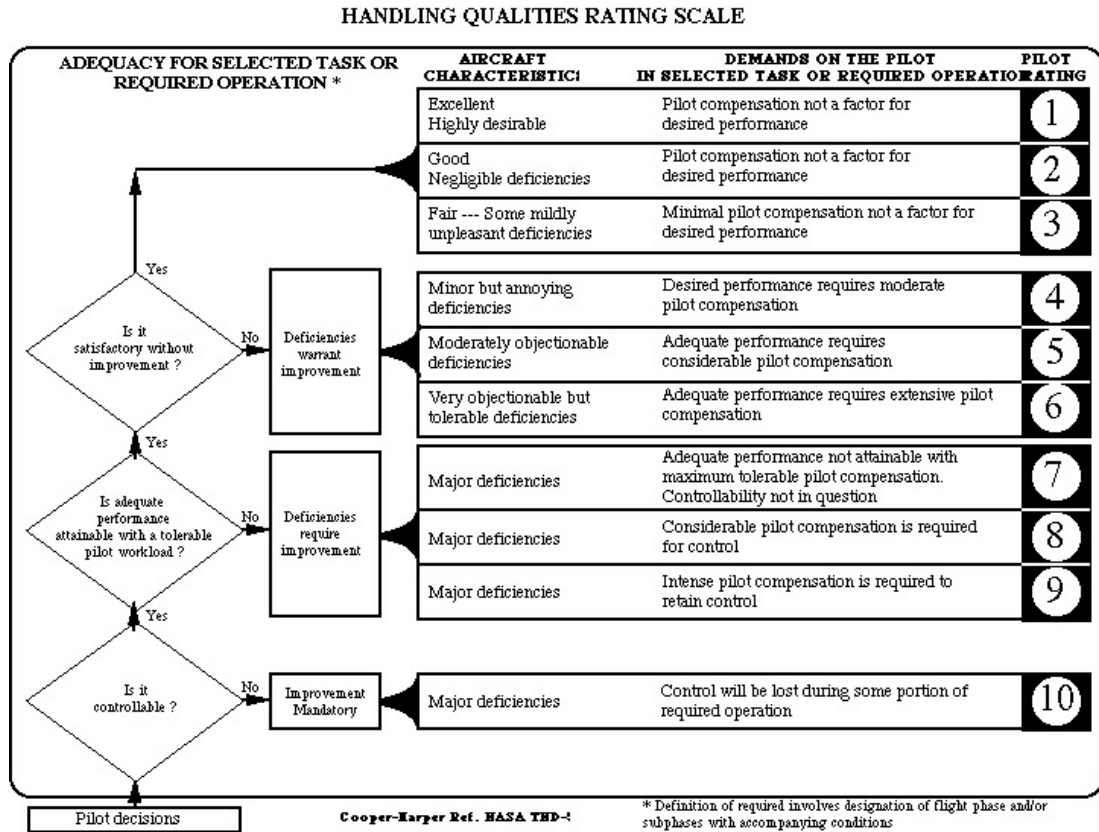 HANDLING QUALITIES RATING SCALE
ADEQUACY FOR SELECTED TASK OR
REQUIRED OPERATION *
AIRCRAFT
CHARACTERISTIC:
DEMANDS ON THE PILOT
IN SELECTED TASK OR REQUIRED OPERATION
PILOT
RATING
Excellent
Highly desirable
Pilot compensation not a factor for
desired performance
1
Good
Negligible deficiencies
Pilot compensation not a factor for
desired performance
2
Fair --- Some mildly
unpleasant deficiencies
Minimal pilot compensation not a factor for
desired performance
3
Yes
Is it
satisfactory without
improvement ?
No
Deficiencies
warrant
improvement
Minor but annoying
deficiencies
Desired performance requires moderate
pilot compensation
4
Moderately objectionable
deficiencies
Adequate performance requires
considerable pilot compensation
5
Very objectionable but
tolerable deficiencies
Adequate performance requires extensive pilot
compensation
6
Yes
Is adequate
performance
attainable with a tolerable
pilot workload ?
No
Deficiencies
require
improvement
Major deficiencies
Adequate performance not attainable with
maximum tolerable pilot compensation.
Controllability not in question
7
Major deficiencies
Considerable pilot compensation is required
for control
8
Major deficiencies
Intense pilot compensation is required to
retain control
9
Yes
Is it
controllable ?
No
Improvement
Mandatory
Major deficiencies
Control will be lost during some portion of
required operation
10
Pilot decisions
Cooper-Harper Ref. NASA TND-
* Definition of required involves designation of flight phase and/or
subphases with accompanying conditions